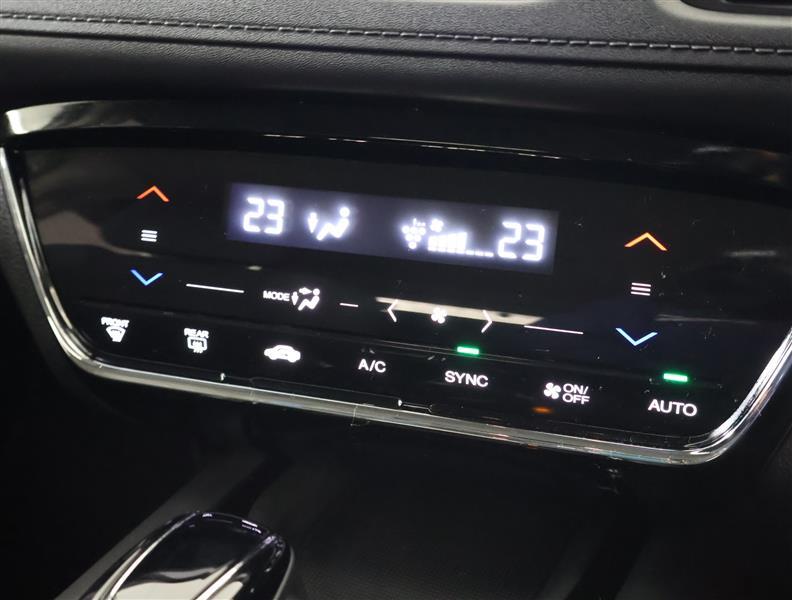 23 23
MODE
FRONT
REAR
A/C
SYNC
ON/
OFF
AUTO